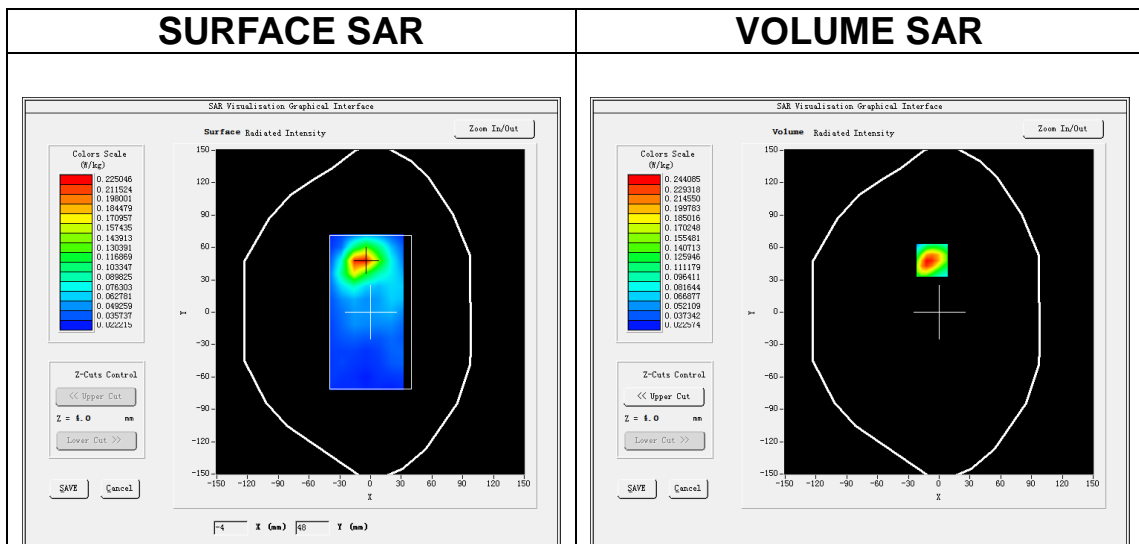 SURFACE SAR
VOLUME SAR
SAR Visualisation Graphical Interface
Surface Radiated Intensity
Zoom In/Out
Colors Scale
(W/kg)
0.225046
0.211524
0.198001
0.184479
0.170957
0.157435
0.143913
0.130391
0.116869
0.103347
0.089825
0.076303
0.062781
0.049259
0.035737
0.022215
150
120
90
60
30
0
-30
-60
-90
-120
-150
Y
-150 -120 -90 -60 -30 0 30 60 90 120 150
X
Z-Cuts Control
<< Upper Cut
Z = 4.0 mm
Lower Cut >>
SAVE Cancel
-4 X (mm) 48 Y (mm)
SAR Visualisation Graphical Interface
Volume Radiated Intensity
Zoom In/Out
Colors Scale
(W/kg)
0.244085
0.229318
0.214550
0.199783
0.185016
0.170248
0.155481
0.140713
0.125946
0.111179
0.096411
0.081644
0.066877
0.052109
0.037342
0.022574
150
120
90
60
30
0
-30
-60
-90
-120
-150
Y
-150 -120 -90 -60 -30 0 30 60 90 120 150
X
Z-Cuts Control
<< Upper Cut
Z = 4.0 mm
Lower Cut >>
SAVE Cancel